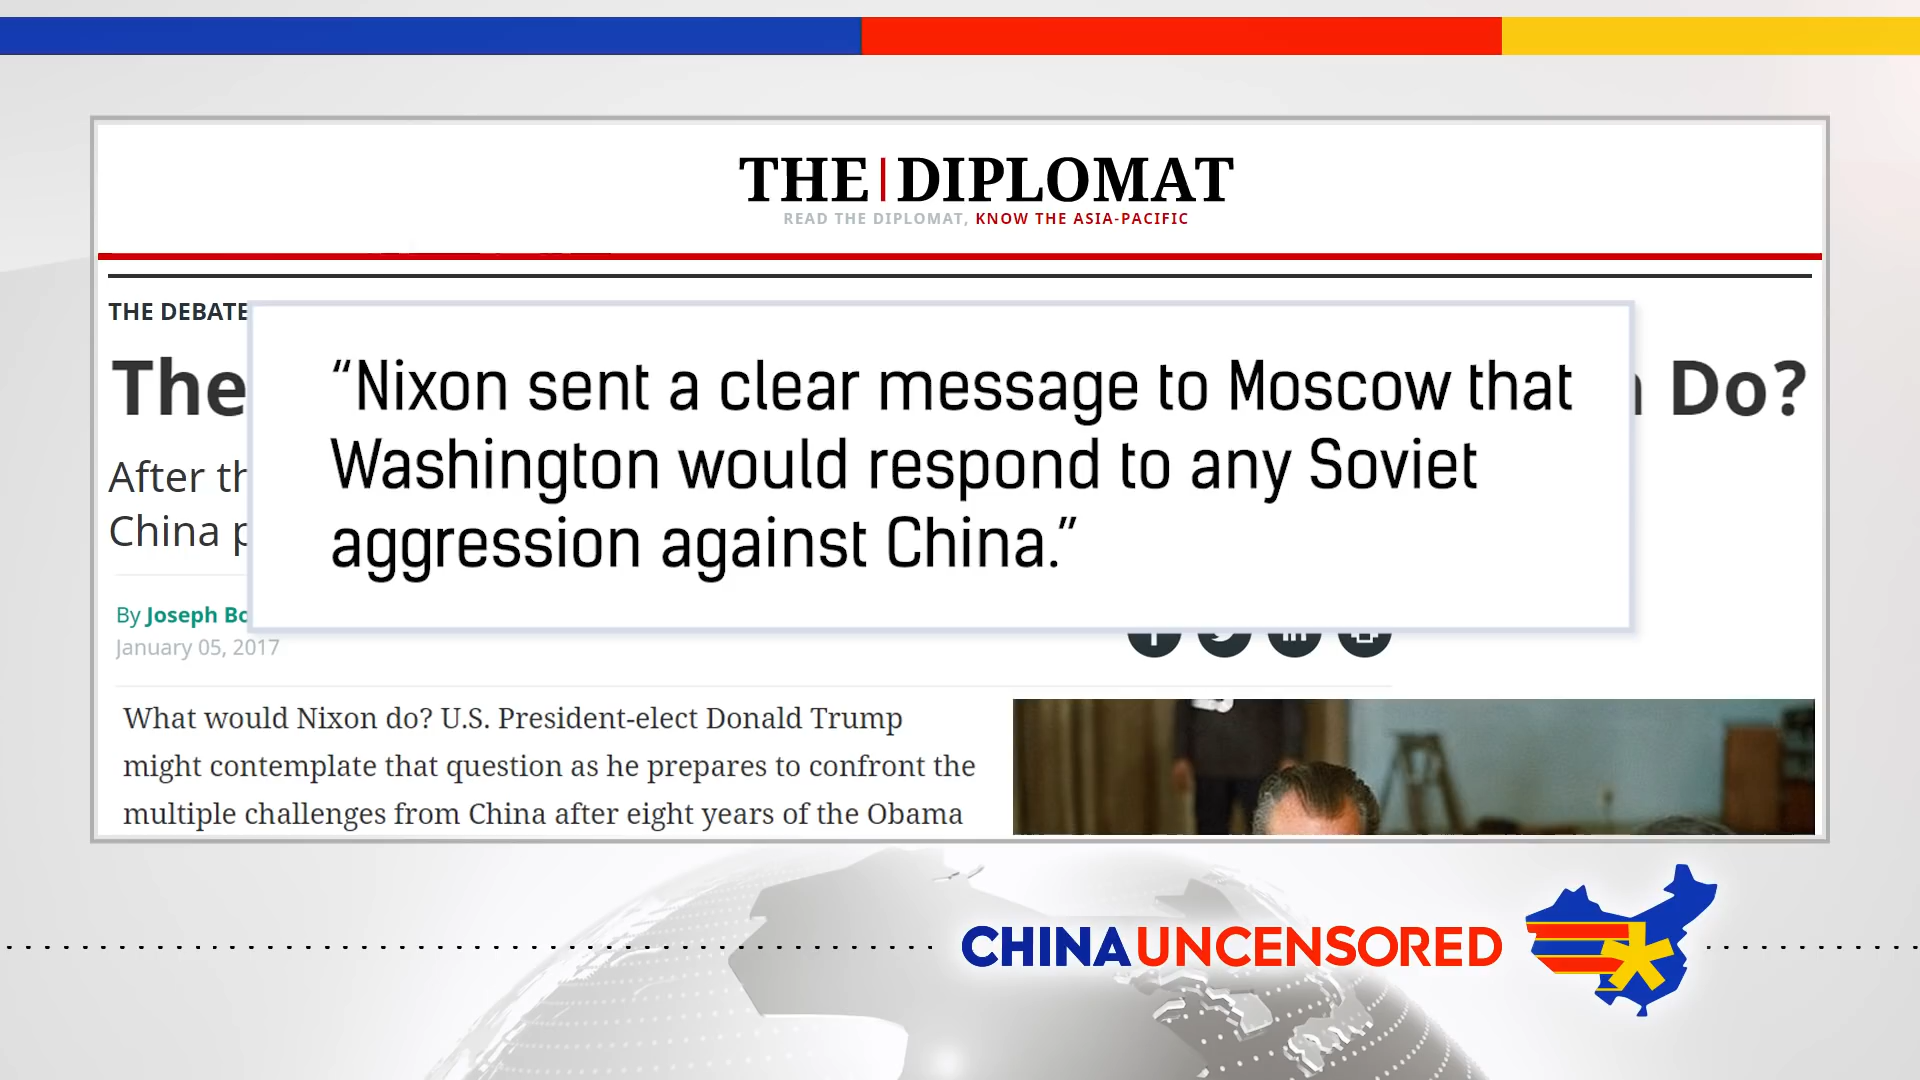 THE DIPLOMAT
READ THE DIPLOMAT, KNOW THE ASIA-PACIFIC
THE DEBATE
The Do?
“Nixon sent a clear message to Moscow that
Washington would respond to any Soviet
aggression against China.”
After
China
By Joseph
January 05, 2017
What would Nixon do? U.S. President-elect Donald Trump
might contemplate that question as he prepares to confront the
multiple challenges from China after eight years of the Obama
CHINA UNCENSORED